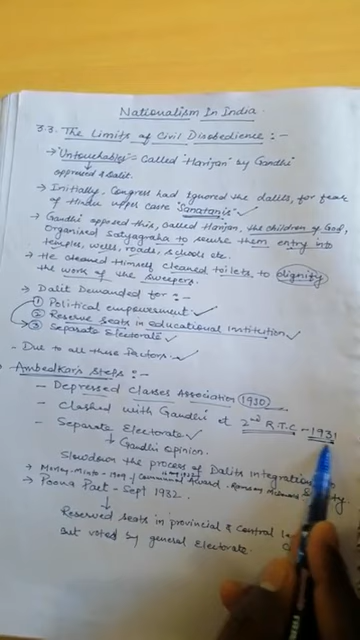 Nationalism In India
3.3. The Limits of Civil Disobedience :-
→ 'Untouchables' - called "Harijan" by Gandhi
oppressed & Dalit.
→ Initially, Congress had ignored the dalits, for fear
of Hindu upper caste "Sanatanis" ✓
→ Gandhi opposed this, called Harijan, the children of God,
organised Satyagraha to secure them entry into
temples, wells, roads, schools etc.
→ He cleaned Himself cleaned toilets to dignify
the work of the sweepers.
→ Dalit Demanded for :-
① Political empowerment ✓
② Reserve seats in educational institution ✓
→ ③ Separate Electorate ✓
- Due to all these factors. ✓
Ambedkar's Steps :-
- Depressed Classes Association (1930)
- Clashed with Gandhi at 2nd R.T.C - 1931
- Separate Electorate ✓
↳ Gandhi opinion.
Slowdown the process of Dalits integration
→ Morley-Minto - 1909 Communal Award
→ Poona Pact - Sept 1932.
↓
Reserved seats in provincial & Central
But voted by general Electorate.